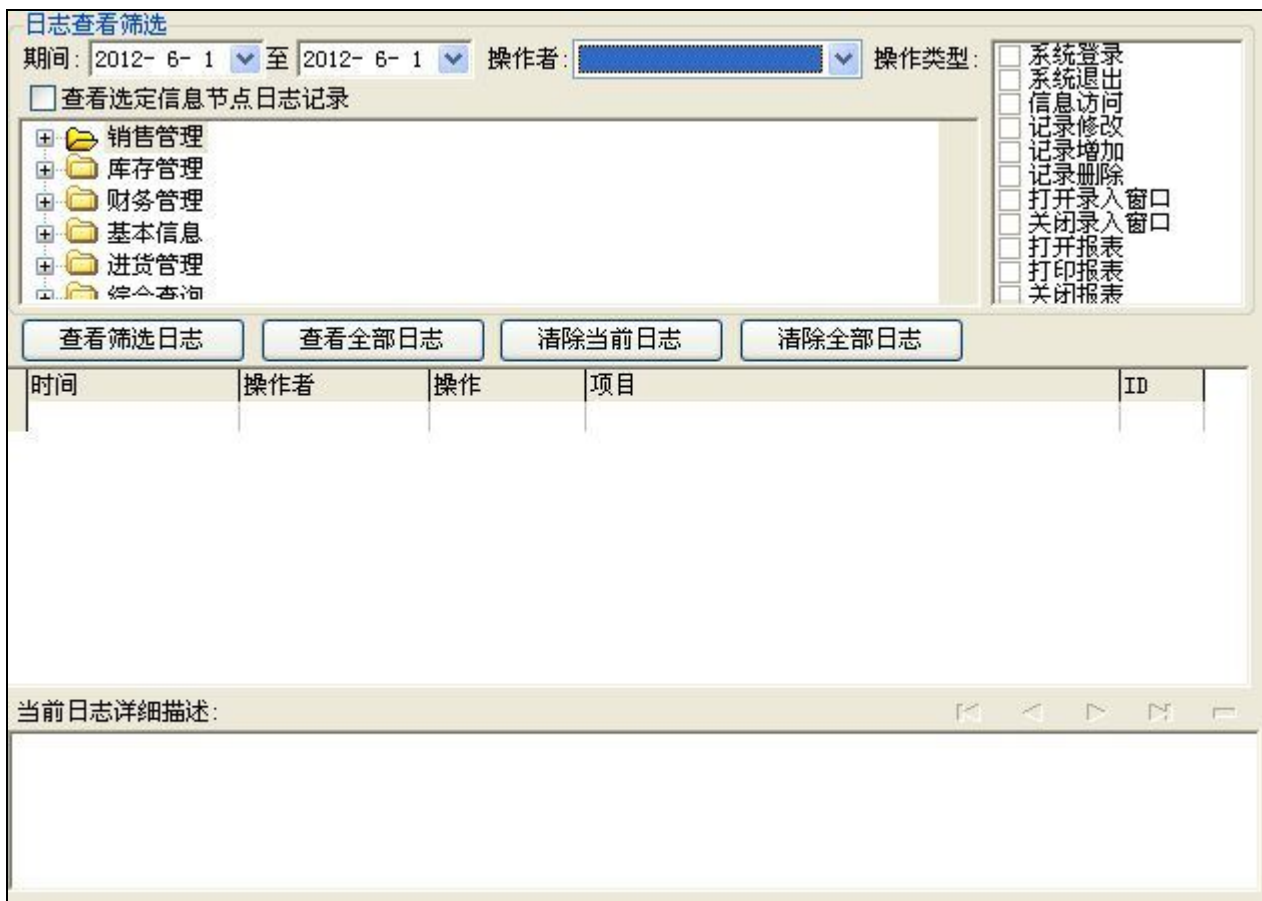 日志查看筛选
期间: 2012- 6- 1 至 2012- 6- 1 操作者: 操作类型:
系统登录
系统退出
信息访问
记录修改
记录增加
记录删除
打开录入窗口
关闭录入窗口
打开报表
打印报表
关闭报表
查看选定信息节点日志记录
销售管理
库存管理
财务管理
基本信息
进货管理
综合查询
查看筛选日志 查看全部日志 清除当前日志 清除全部日志
时间 操作者 操作 项目 ID
当前日志详细描述: